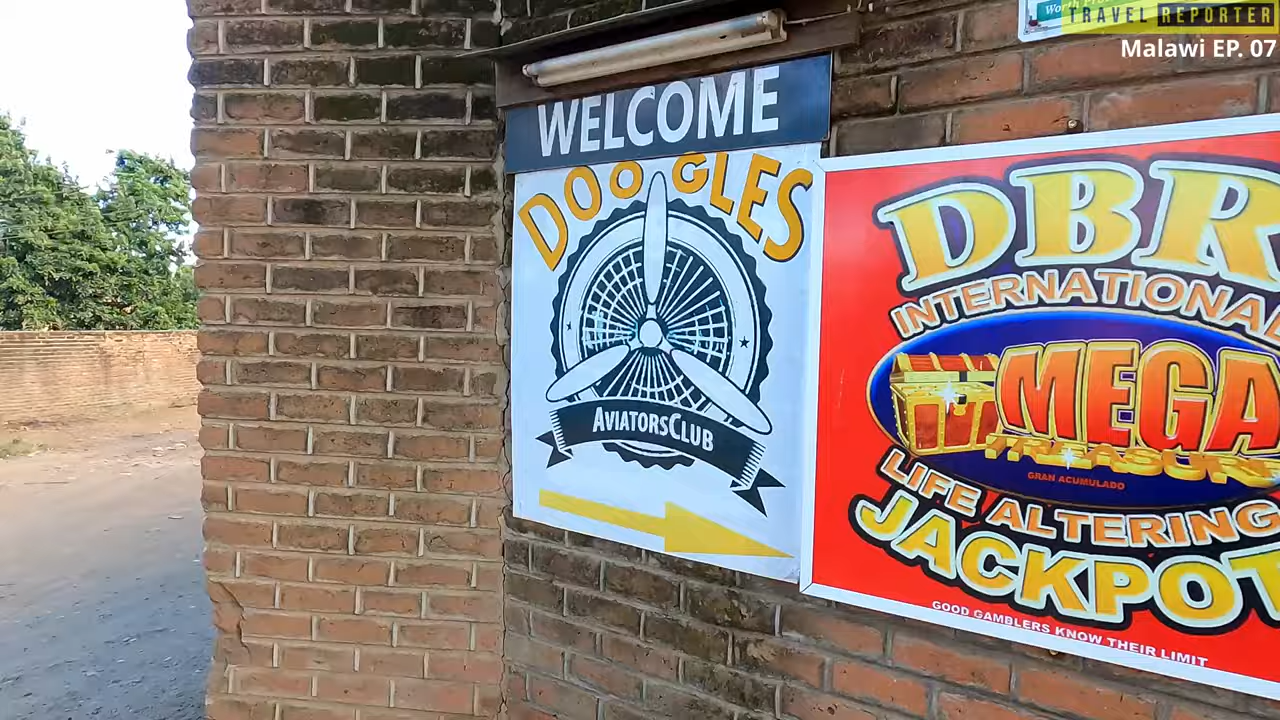 Worth
TRAVEL REPORTER
Malawi EP. 07
WELCOME
DOOGLES
AVIATORSCLUB
DBR
INTERNATIONAL
MEGA
TREASURE
GRAN ACUMULADO
LIFE ALTERING
JACKPOT
GOOD GAMBLERS KNOW THEIR LIMIT